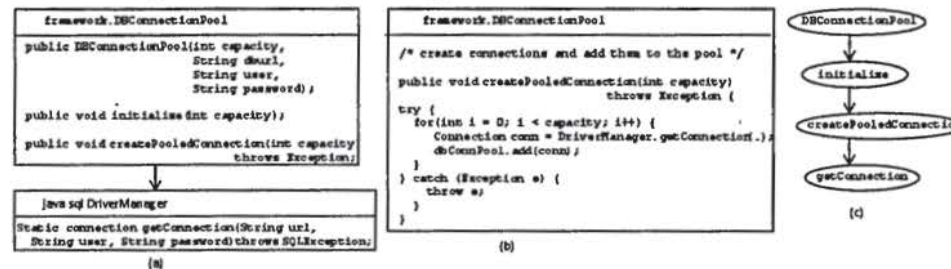 framework.DBConnectionPool
public DBConnectionPool(int capacity,
String dburl,
String user,
String password);
public void initialise(int capacity);
public void createPooledConnection(int capacity
throws Exception;
java sql DriverManager
Static connection getConnection(String url,
String user, String password)throws SQLException;
(a)
framework.DBConnectionPool
/* create connections and add them to the pool */
public void createPooledConnection(int capacity)
throws Exception {
try {
for(int i = 0; i < capacity; i++) {
Connection conn = DriverManager.getConnection(.);
dbConnPool.add(conn);
}
} catch (Exception e) {
throw e;
}
}
(b)
DBConnectionPool
initialise
createPooledConnectio
getConnection
(c)